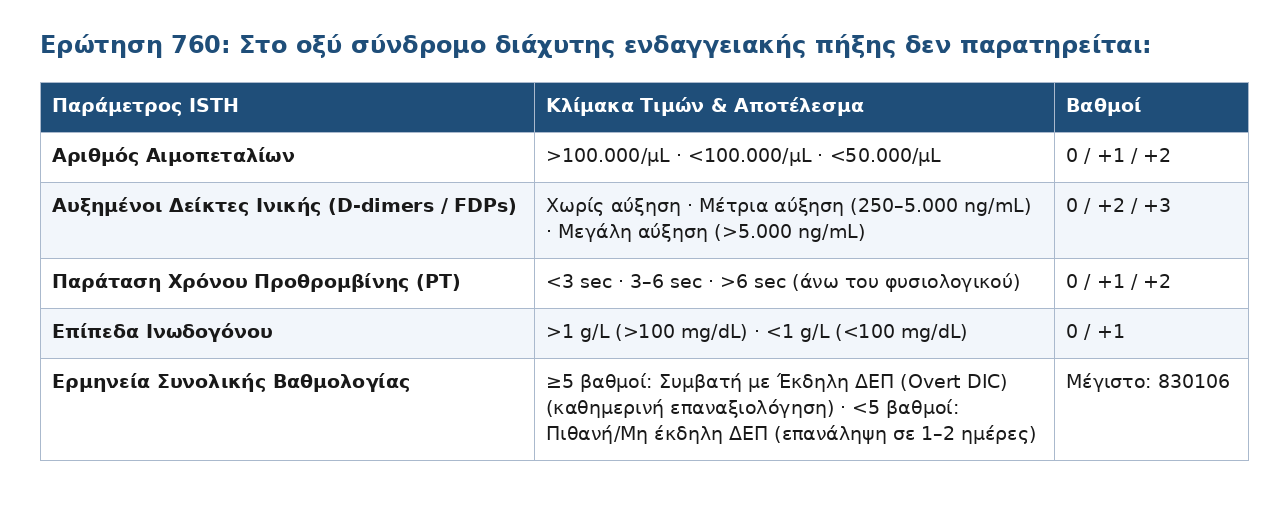 Ερώτηση 760: Στο οξύ σύνδρομο διάχυτης ενδαγγειακής πήξης δεν παρατηρείται:
Παράμετρος ISTH Κλίμακα Τιμών & Αποτέλεσμα Βαθμοί
Αριθμός Αιμοπεταλίων >100.000/μL · <100.000/μL · <50.000/μL 0 / +1 / +2
Αυξημένοι Δείκτες Ινικής (D-dimers / FDPs) Χωρίς αύξηση · Μέτρια αύξηση (250–5.000 ng/mL) 0 / +2 / +3
· Μεγάλη αύξηση (>5.000 ng/mL)
Παράταση Χρόνου Προθρομβίνης (PT) <3 sec · 3–6 sec · >6 sec (άνω του φυσιολογικού) 0 / +1 / +2
Επίπεδα Ινωδογόνου >1 g/L (>100 mg/dL) · <1 g/L (<100 mg/dL) 0 / +1
Ερμηνεία Συνολικής Βαθμολογίας ≥5 βαθμοί: Συμβατή με Έκδηλη ΔΕΠ (Overt DIC) Μέγιστο: 830106
(καθημερινή επαναξιολόγηση) · <5 βαθμοί:
Πιθανή/Μη έκδηλη ΔΕΠ (επανάληψη σε 1–2 ημέρες)